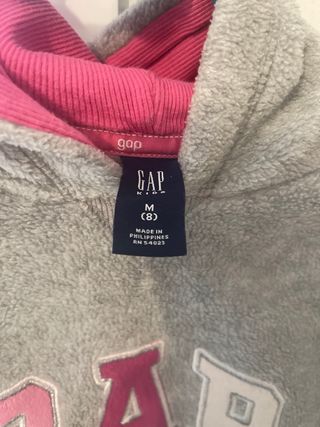 gap
GAP
KIDS
M
(8)
MADE IN
PHILIPPINES
RN 54023
GAP